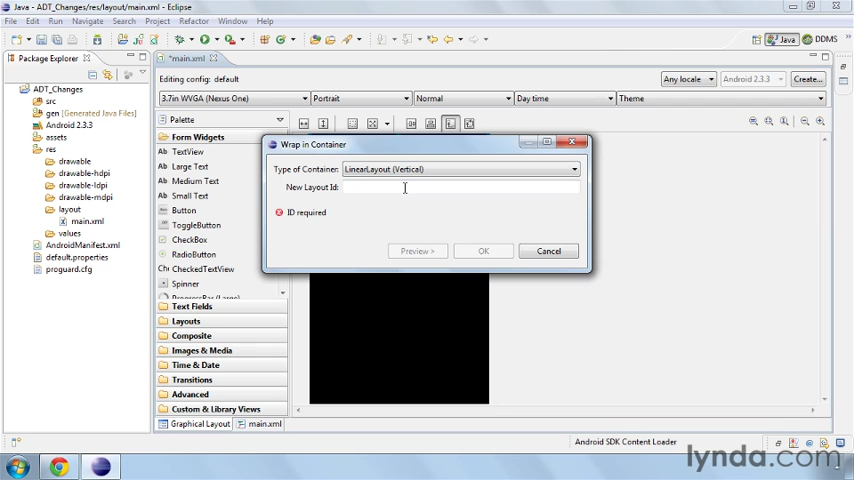 Java - ADT_Changes/res/layout/main.xml - Eclipse
File Edit Run Navigate Search Project Refactor Window Help
Java DDMS
Package Explorer
*main.xml
ADT_Changes
src
gen [Generated Java Files]
Android 2.3.3
assets
res
drawable
drawable-hdpi
drawable-ldpi
drawable-mdpi
layout
main.xml
values
AndroidManifest.xml
default.properties
proguard.cfg
Editing config: default
Any locale Android 2.3.3 Create...
3.7in WVGA (Nexus One) Portrait Normal Day time Theme
Palette
Form Widgets
TextView
Large Text
Medium Text
Small Text
Button
ToggleButton
CheckBox
RadioButton
CheckedTextView
Spinner
ProgressBar (Large)
Text Fields
Layouts
Composite
Images & Media
Time & Date
Transitions
Advanced
Custom & Library Views
Graphical Layout main.xml
Wrap in Container
Type of Container: LinearLayout (Vertical)
New Layout Id:
ID required
Preview > OK Cancel
Android SDK Content Loader
lynda.com